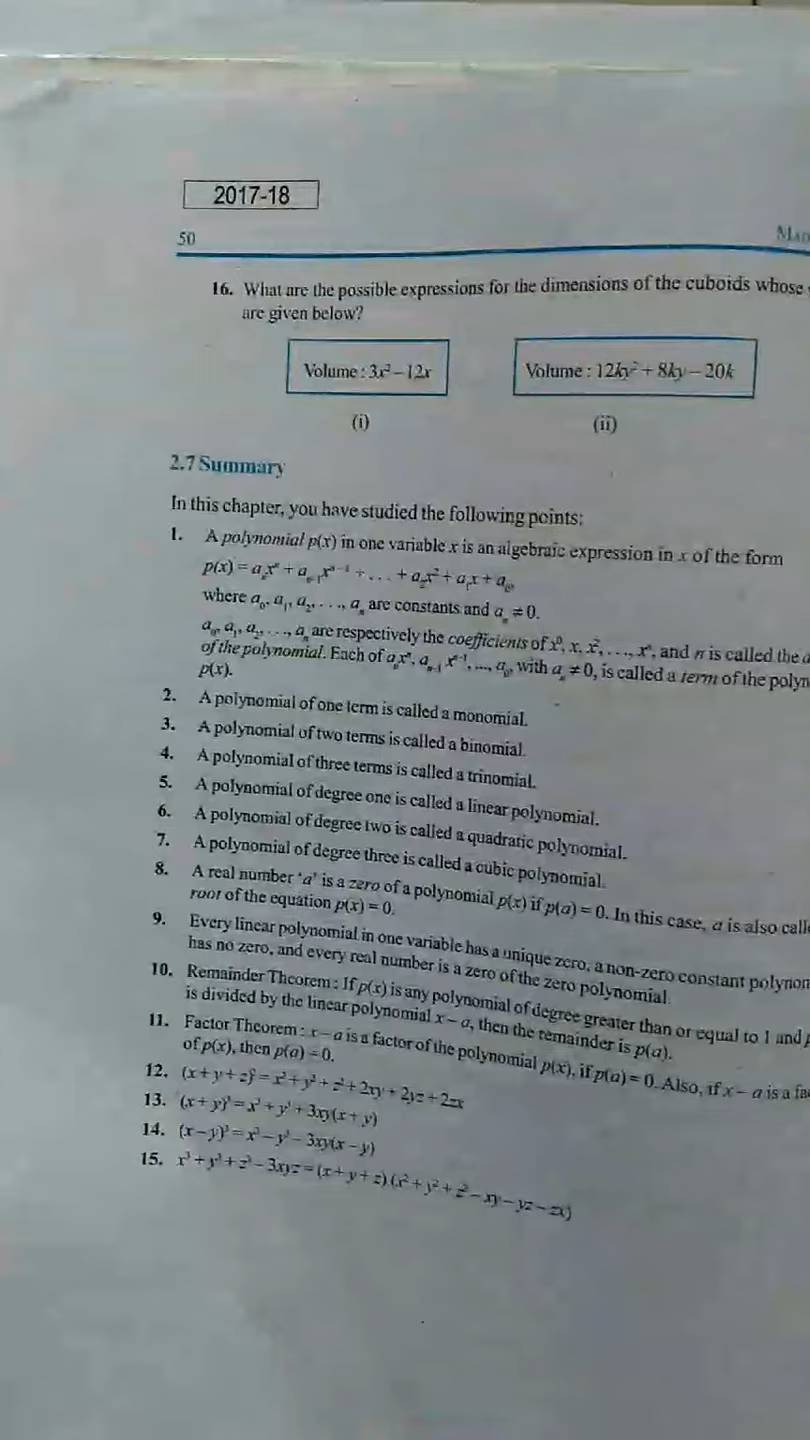 2017-18
50
16. What are the possible expressions for the dimensions of the cuboids whose
are given below?
Volume : 3x² – 12x
Volume : 12ky² + 8ky – 20k
(i)
(ii)
2.7 Summary
In this chapter, you have studied the following points:
1. A polynomial p(x) in one variable x is an algebraic expression in x of the form
p(x) = aₙxⁿ + aₙ₋₁xⁿ⁻¹ + . . . + a₂x² + a₁x + a₀,
where a₀, a₁, a₂, . . ., aₙ are constants and aₙ ≠ 0.
a₀, a₁, a₂, . . ., aₙ are respectively the coefficients of x⁰, x, x², . . ., xⁿ, and n is called the
of the polynomial. Each of aₙxⁿ, aₙ₋₁ xⁿ⁻¹, ..., a₀, with aₙ ≠ 0, is called a term of the polyn
p(x).
2. A polynomial of one term is called a monomial.
3. A polynomial of two terms is called a binomial.
4. A polynomial of three terms is called a trinomial.
5. A polynomial of degree one is called a linear polynomial.
6. A polynomial of degree two is called a quadratic polynomial.
7. A polynomial of degree three is called a cubic polynomial.
8. A real number ‘a’ is a zero of a polynomial p(x) if p(a) = 0. In this case, a is also call
root of the equation p(x) = 0.
9. Every linear polynomial in one variable has a unique zero, a non-zero constant polynon
has no zero, and every real number is a zero of the zero polynomial.
10. Remainder Theorem : If p(x) is any polynomial of degree greater than or equal to 1 and
is divided by the linear polynomial x – a, then the remainder is p(a).
11. Factor Theorem : x – a is a factor of the polynomial p(x), if p(a) = 0. Also, if x – a is a fa
of p(x), then p(a) = 0.
12. (x + y + z)² = x² + y² + z² + 2xy + 2yz + 2zx
13. (x + y)³ = x³ + y³ + 3xy(x + y)
14. (x – y)³ = x³ – y³ – 3xy(x – y)
15. x³ + y³ + z³ – 3xyz = (x + y + z) (x² + y² + z² – xy – yz – zx)